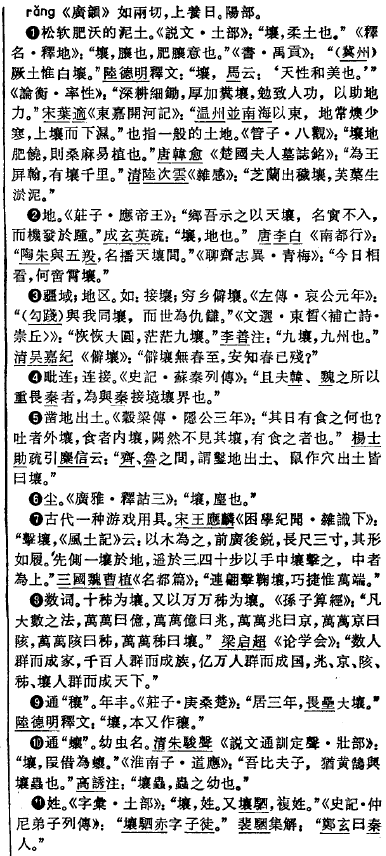 rǎng 《廣韻》如兩切,上養日。陽部。
❶松软肥沃的泥土。《説文·土部》:“壤,柔土也。”《釋
名·釋地》:“壤,膓也,肥膓意也。”《書·禹貢》:“(冀州)
厥土惟白壤。”陸德明釋文:“壤,馬云:‘天性和美也。’”
《論衡·率性》:“深耕細鋤,厚加糞壤,勉致人功,以助地
力。”宋葉適《東嘉開河記》:“温州並南海以東,地常燠少
寒,上壤而下濕。”也指一般的土地。《管子·八觀》:“壤地
肥饒,則桑麻易植也。”唐韓愈《楚國夫人墓誌銘》:“為王
屏翰,有壤千里。”清陸次雲《雜感》:“芝蘭出穢壤,芙蕖生
淤泥。”
❷地。《莊子·應帝王》:“鄉吾示之以天壤,名實不入,
而機發於踵。”成玄英疏:“壤,地也。” 唐李白《南都行》:
“陶朱與五羖,名播天壤間。”《聊齋志異·青梅》:“今日相
看,何啻霄壤。”
❸疆域;地区。如:接壤;穷乡僻壤。《左傳·哀公元年》:
“(勾踐)與我同壤,而世為仇讎。”《文選·束晳〈補亡詩·
崇丘〉》:“恢恢大圓,茫茫九壤。”李善注:“九壤,九州也。”
清吴嘉紀《僻壤》:“僻壤無春至,安知春已殘?”
❹毗连;连接。《史記·蘇秦列傳》:“且夫韓、魏之所以
重畏秦者,為與秦接境壤界也。”
❺凿地出土。《穀梁傳·隱公三年》:“其日有食之何也?
吐者外壤,食者内壤,闕然不見其壤,有食之者也。” 楊士
勛疏引麋信云:“齊、魯之間,謂鑿地出土、鼠作穴出土皆
曰壤。”
❻尘。《廣雅·釋詁三》:“壤,塵也。”
❼古代一种游戏用具。宋王應麟《困學紀聞·雜識下》:
“擊壤,《風土記》云:以木為之,前廣後鋭,長尺三寸,其形
如履。先側一壤於地,遥於三四十步以手中壤擊之,中者
為上。”三國魏曹植《名都篇》:“連翩擊鞠壤,巧捷惟萬端。”
❽数词。十秭为壤。又以万万秭为壤。《孫子算經》:“凡
大數之法,萬萬曰億,萬萬億曰兆,萬萬兆曰京,萬萬京曰
陔,萬萬陔曰秭,萬萬秭曰壤。” 梁启超《论学会》:“数人
群而成家,千百人群而成族,亿万人群而成国,兆、京、陔、
秭、壤人群而成天下。”
❾通“穰”。年丰。《莊子·庚桑楚》:“居三年,畏壘大壤。”
陸德明釋文:“壤,本又作穰。”
❿通“蠰”。幼虫名。清朱駿聲《説文通訓定聲·壯部》:
“壤,叚借為蠰。”《淮南子·道應》:“吾比夫子,猶黄鵠與
壤蟲也。”高誘注:“壤蟲,蟲之幼也。”
⓫姓。《字彙·土部》:“壤,姓。又壤駟,複姓。”《史記·仲
尼弟子列傳》:“壤駟赤字子徒。” 裴駰集解:“鄭玄曰秦
人。”